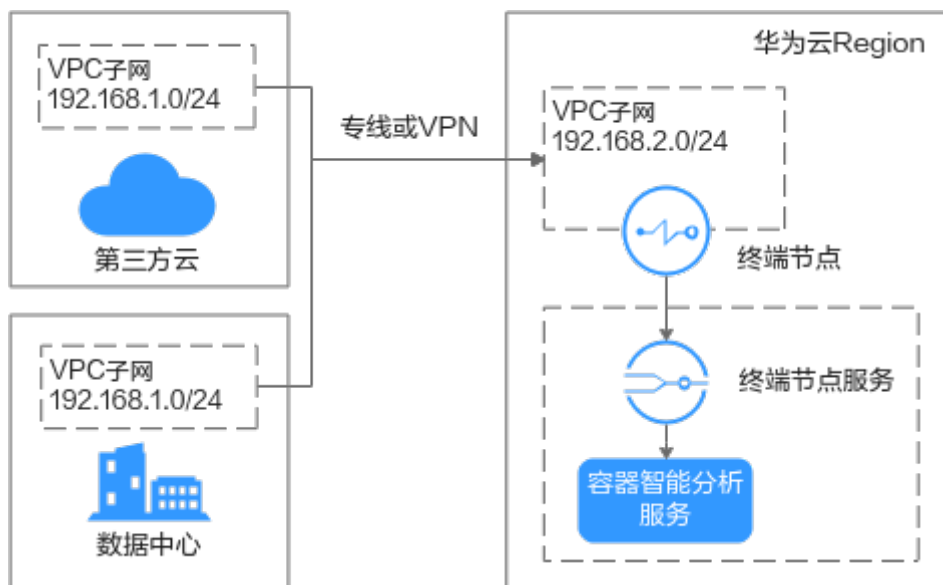 VPC子网
192.168.1.0/24
第三方云
VPC子网
192.168.1.0/24
数据中心
专线或VPN
华为云Region
VPC子网
192.168.2.0/24
终端节点
终端节点服务
容器智能分析
服务